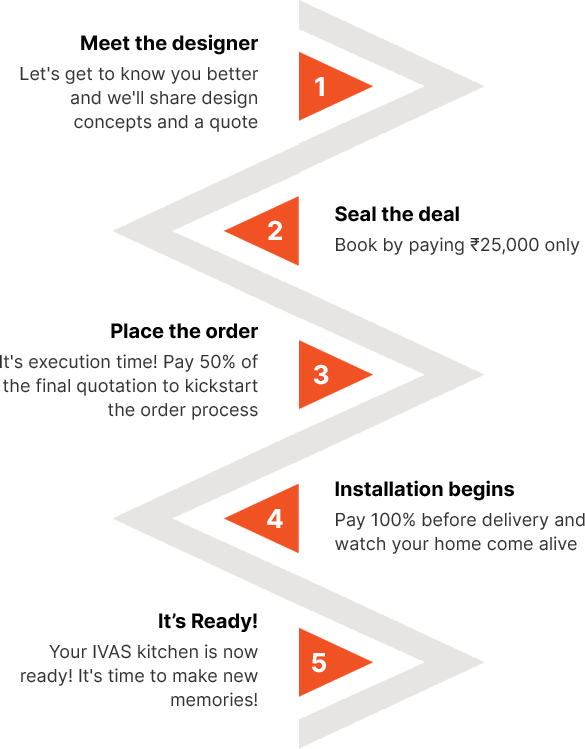 Meet the designer
Let's get to know you better
and we'll share design
concepts and a quote
1
2
Seal the deal
Book by paying ₹25,000 only
Place the order
It's execution time! Pay 50% of
the final quotation to kickstart
the order process
3
4
Installation begins
Pay 100% before delivery and
watch your home come alive
It’s Ready!
Your IVAS kitchen is now
ready! It's time to make new
memories!
5